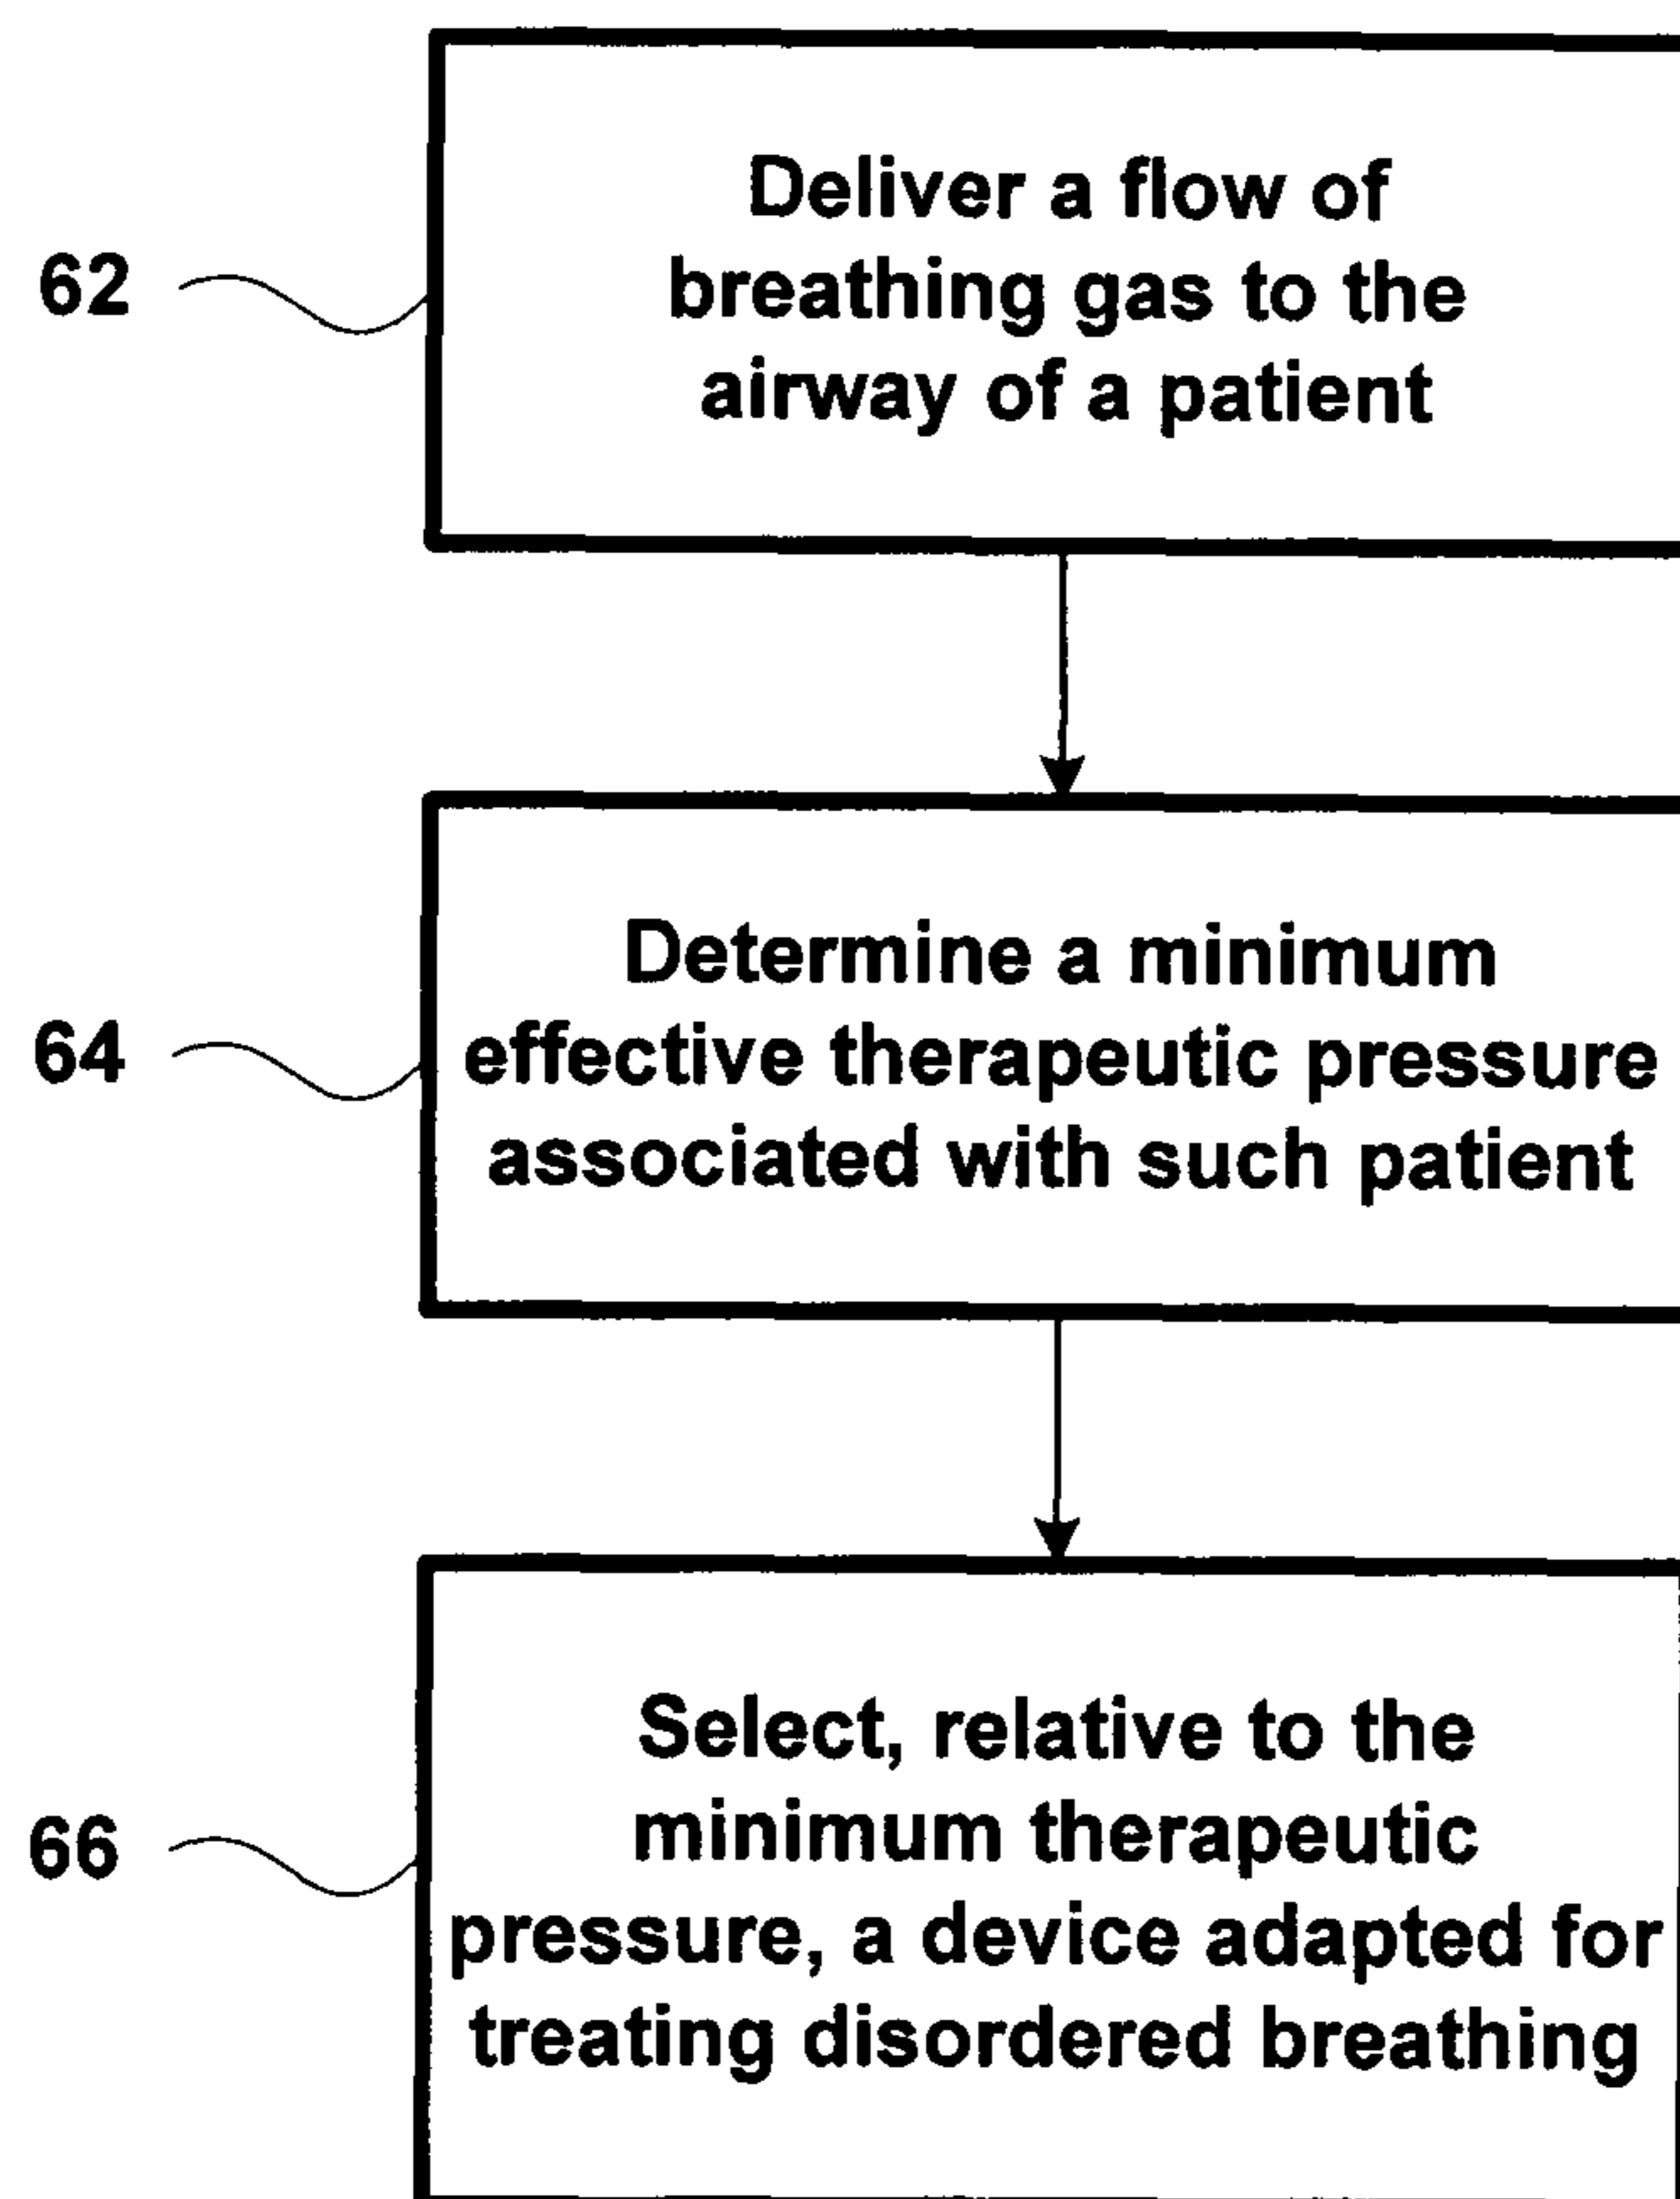 62
Deliver a flow of
breathing gas to the
airway of a patient
64
Determine a minimum
effective therapeutic pressure
associated with such patient
66
Select, relative to the
minimum therapeutic
pressure, a device adapted for
treating disordered breathing